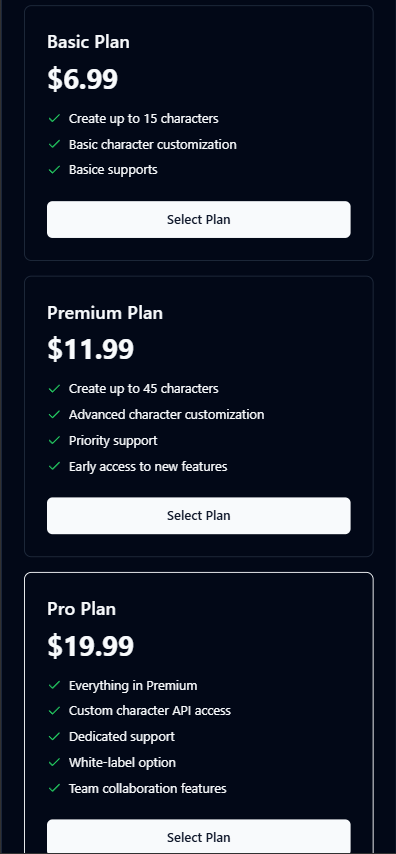 Basic Plan
$6.99
Create up to 15 characters
Basic character customization
Basice supports
Select Plan
Premium Plan
$11.99
Create up to 45 characters
Advanced character customization
Priority support
Early access to new features
Select Plan
Pro Plan
$19.99
Everything in Premium
Custom character API access
Dedicated support
White-label option
Team collaboration features
Select Plan